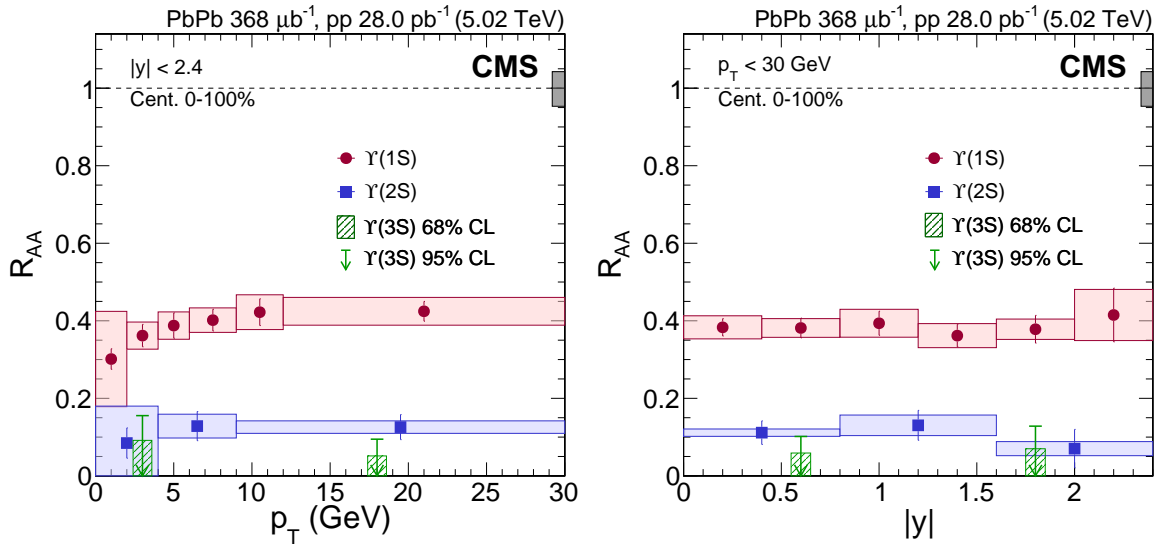 PbPb 368 μb⁻¹, pp 28.0 pb⁻¹ (5.02 TeV)
|y| < 2.4
CMS
Cent. 0-100%
ϒ(1S)
ϒ(2S)
ϒ(3S) 68% CL
ϒ(3S) 95% CL
R_AA
1
0.8
0.6
0.4
0.2
0
0 5 10 15 20 25 30
p_T (GeV)
PbPb 368 μb⁻¹, pp 28.0 pb⁻¹ (5.02 TeV)
p_T < 30 GeV
CMS
Cent. 0-100%
ϒ(1S)
ϒ(2S)
ϒ(3S) 68% CL
ϒ(3S) 95% CL
R_AA
1
0.8
0.6
0.4
0.2
0
0 0.5 1 1.5 2
|y|